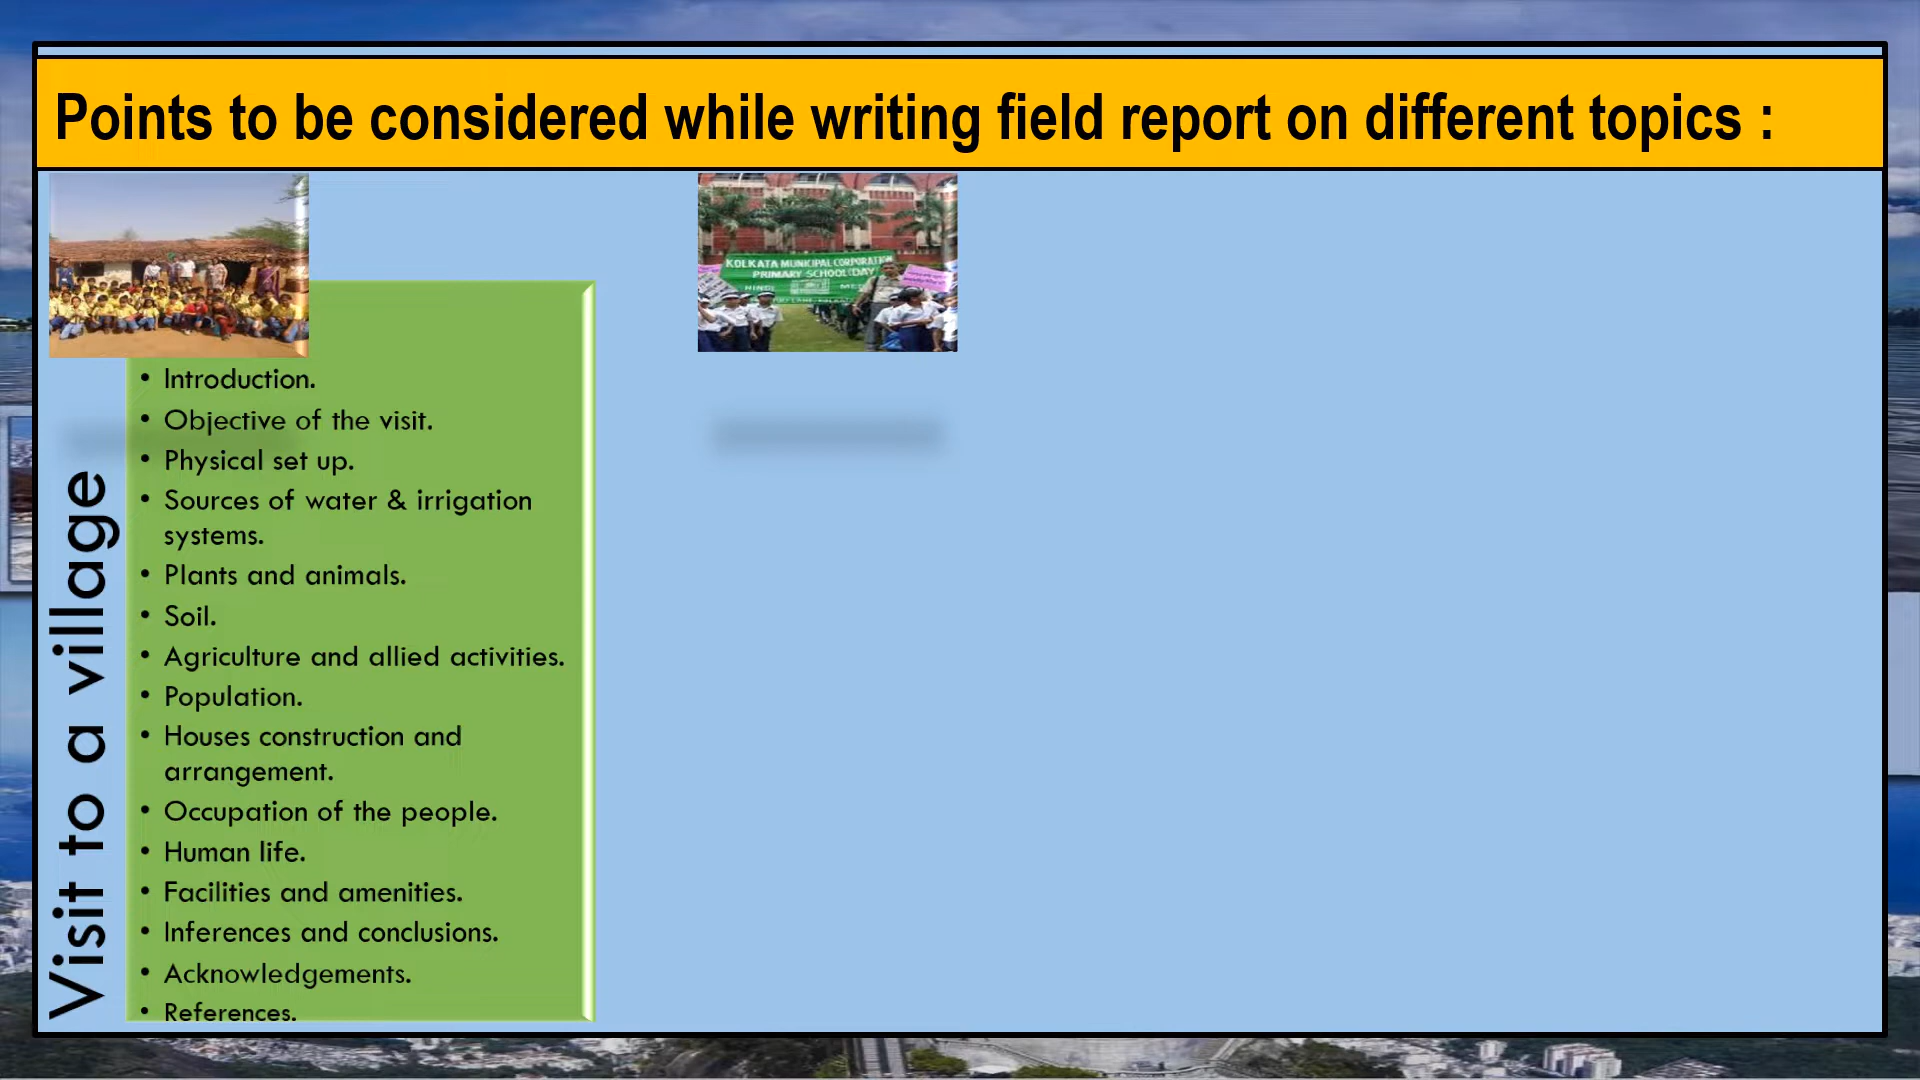 Points to be considered while writing field report on different topics :
KOLKATA MUNICIPAL CORPORATION
PRIMARY SCHOOL DAY
HINDI
Visit to a village
• Introduction.
• Objective of the visit.
• Physical set up.
• Sources of water & irrigation
systems.
• Plants and animals.
• Soil.
• Agriculture and allied activities.
• Population.
• Houses construction and
arrangement.
• Occupation of the people.
• Human life.
• Facilities and amenities.
• Inferences and conclusions.
• Acknowledgements.
• References.